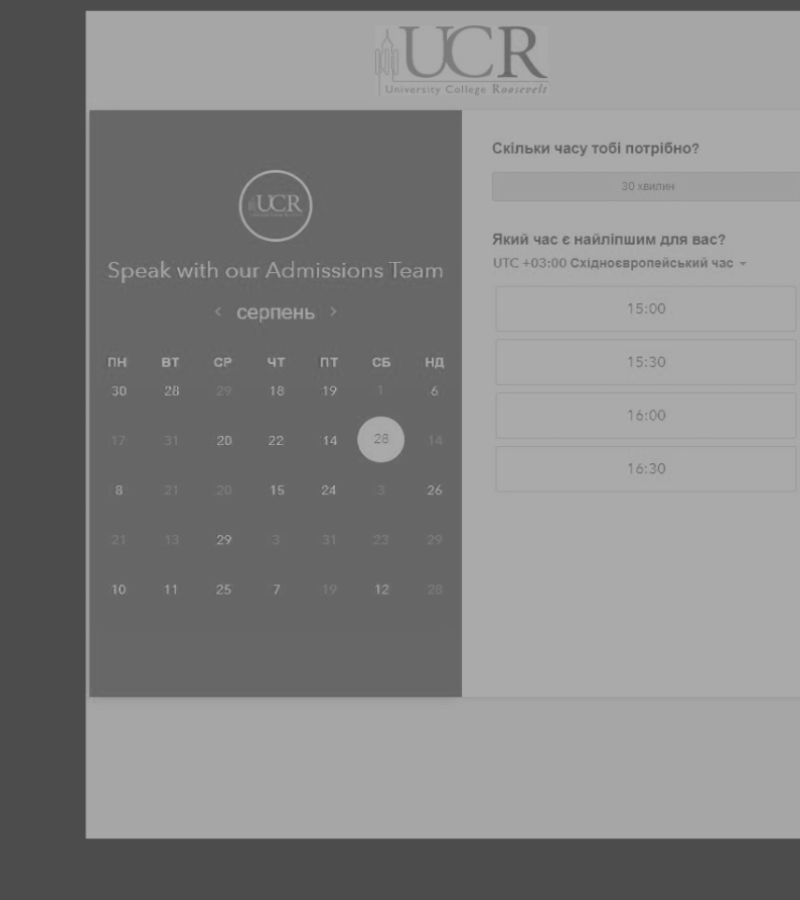 UCR
University College Roosevelt
UCR
Speak with our Admissions Team
< серпень >
ПН ВТ СР ЧТ ПТ СБ НД
30 28 29 18 19 1 6
17 31 20 22 14 28 14
8 21 20 15 24 3 26
21 13 29 3 31 23 29
10 11 25 7 19 12 28
Скільки часу тобі потрібно?
30 хвилин
Який час є найліпшим для вас?
UTC +03:00 Східноєвропейський час
15:00
15:30
16:00
16:30